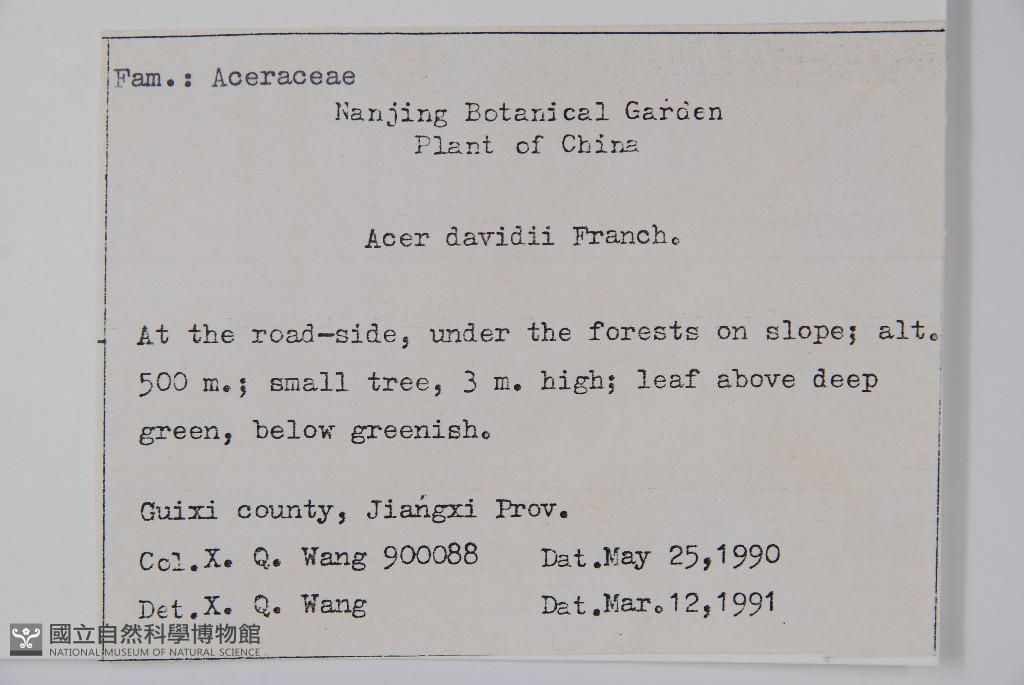 Fam.: Aceraceae
Nanjing Botanical Garden
Plant of China
Acer davidii Franch.
At the road-side, under the forests on slope; alt.
500 m.; small tree, 3 m. high; leaf above deep
green, below greenish.
Guixi county, Jiangxi Prov.
Col.X. Q. Wang 900088 Dat.May 25,1990
Det.X. Q. Wang Dat.Mar.12,1991
國立自然科學博物館
NATIONAL MUSEUM OF NATURAL SCIENCE